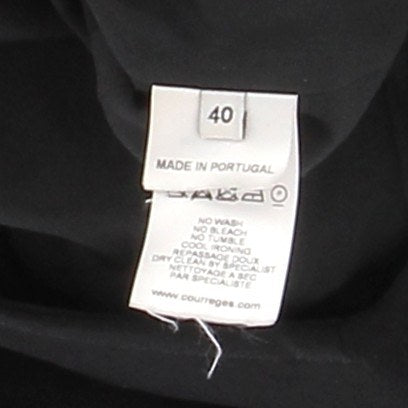 40
MADE IN PORTUGAL
NO WASH
NO BLEACH
NO TUMBLE
COOL IRONING
REPASSAGE DOUX
DRY CLEAN BY SPECIALIST
NETTOYAGE A SEC
PAR SPECIALISTE
www.courreges.com